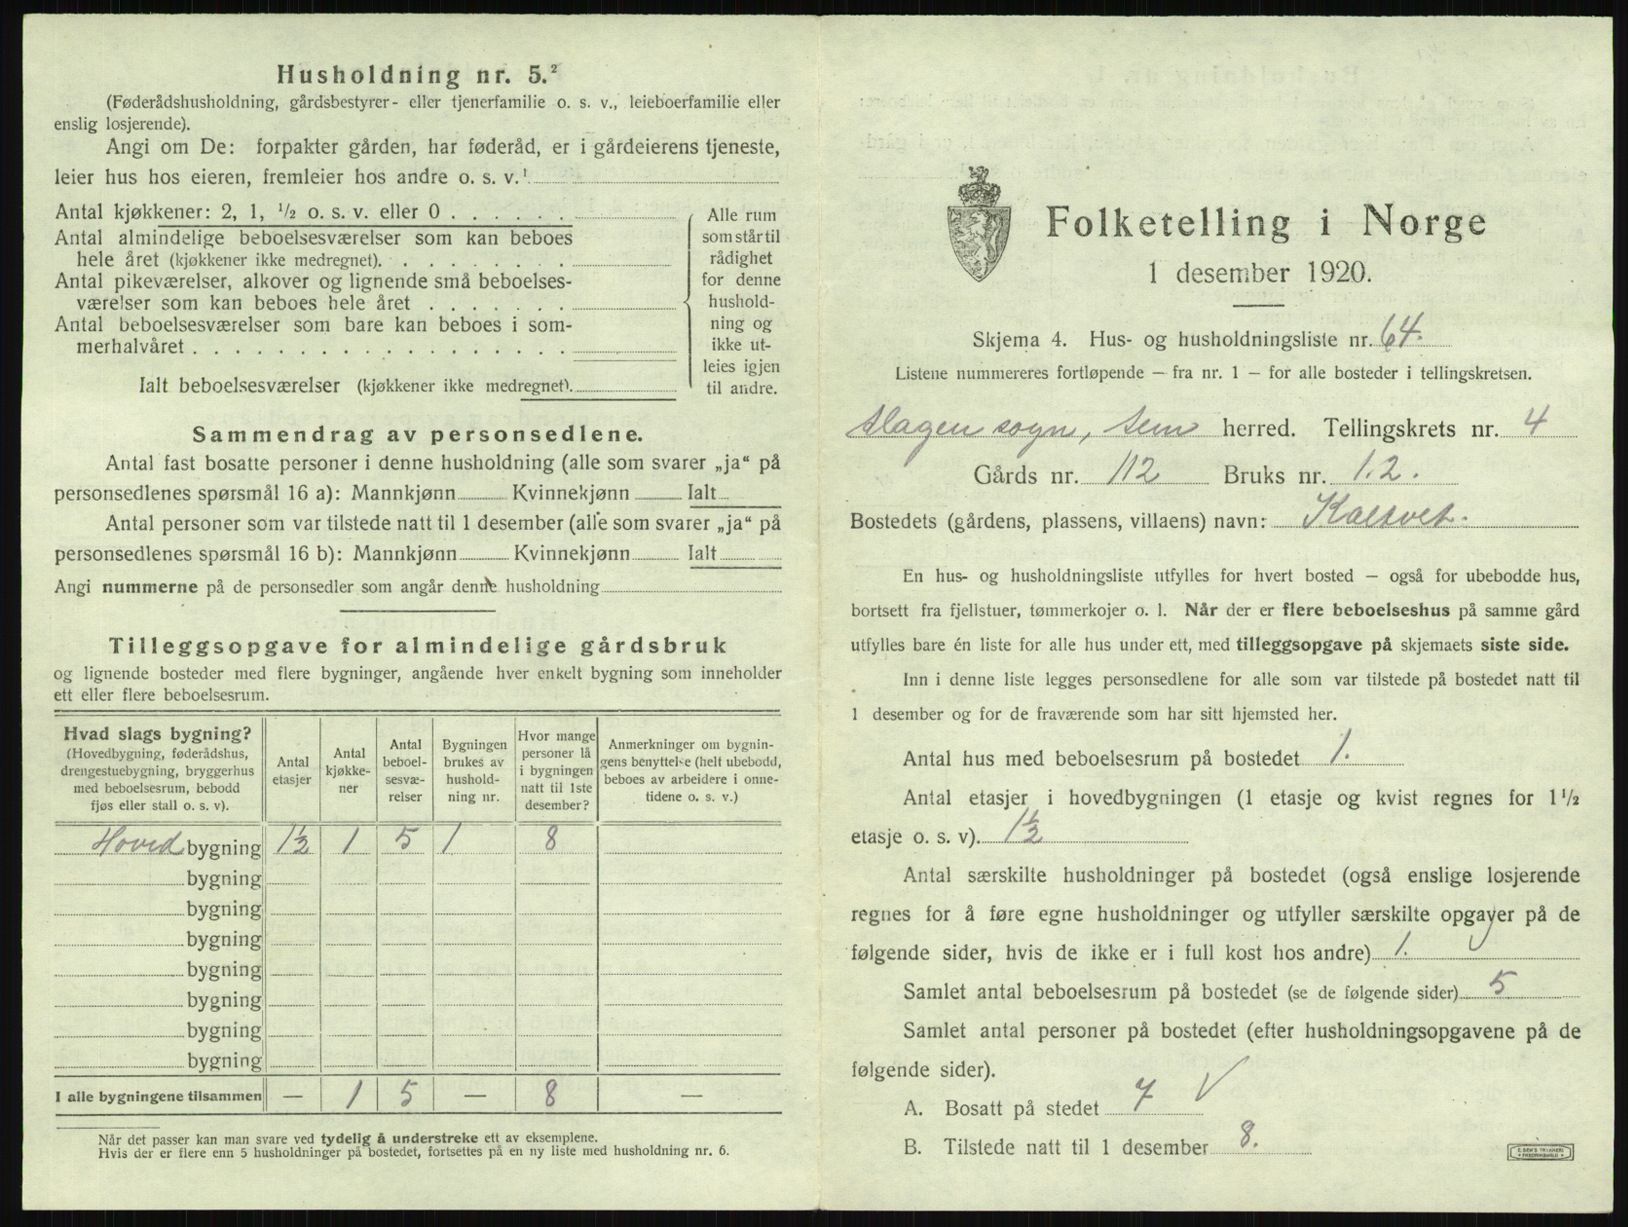 Husholdning nr. 5.²
(Føderådshusholdning, gårdsbestyrer- eller tjenerfamilie o. s. v., leieboerfamilie eller
enslig losjerende).
Angi om De: forpakter gården, har føderåd, er i gårdeierens tjeneste,
leier hus hos eieren, fremleier hos andre o. s. v.¹
Antal kjøkkener: 2, 1, ½ o. s. v. eller 0 . . . . . .
Antal almindelige beboelsesværelser som kan beboes
hele året (kjøkkener ikke medregnet). . . . . . . . .
Antal pikeværelser, alkover og lignende små beboelses-
værelser som kan beboes hele året . . . . . . .
Antal beboelsesværelser som bare kan beboes i som-
merhalvåret . . . . . . . . . . . . . . . . . .
Ialt beboelsesværelser (kjøkkener ikke medregnet).
Alle rum
som står til
rådighet
for denne
hushold-
ning og
ikke ut-
leies igjen
til andre.
Sammendrag av personsedlene.
Antal fast bosatte personer i denne husholdning (alle som svarer „ja“ på
personsedlenes spørsmål 16 a): Mannkjønn Kvinnekjønn Ialt
Antal personer som var tilstede natt til 1 desember (alle som svarer „ja“ på
personsedlenes spørsmål 16 b): Mannkjønn Kvinnekjønn Ialt
Angi nummerne på de personsedler som angår denne husholdning
Tilleggsopgave for almindelige gårdsbruk
og lignende bosteder med flere bygninger, angående hver enkelt bygning som inneholder
ett eller flere beboelsesrum.
Hvad slags bygning?
(Hovedbygning, føderådshus,
drengestuebygning, bryggerhus
med beboelsesrum, bebodd
fjøs eller stall o. s. v).
Antal
etasjer
Antal
kjøkke-
ner
Antal
beboel-
sesvæ-
relser
Bygningen
brukes av
hushold-
ning nr.
Hvor mange
personer lå
i bygningen
natt til 1ste
desember?
Anmerkninger om bygnin-
gens benyttelse (helt ubebodd,
beboes av arbeidere i onne-
tidene o. s. v.)
Hoved bygning 1½ 1 5 1 8
bygning
bygning
bygning
bygning
bygning
bygning
bygning
I alle bygningene tilsammen — 1 5 — 8 —
Når det passer kan man svare ved tydelig å understreke ett av eksemplene.
Hvis der er flere enn 5 husholdninger på bostedet, fortsettes på en ny liste med husholdning nr. 6.
Folketelling i Norge
1 desember 1920.
Skjema 4. Hus- og husholdningsliste nr. 64.
Listene nummereres fortløpende — fra nr. 1 — for alle bosteder i tellingskretsen.
Slagen sogn, Sem herred. Tellingskrets nr. 4
Gårds nr. 112 Bruks nr. 1.2.
Bostedets (gårdens, plassens, villaens) navn:
En hus- og husholdningsliste utfylles for hvert bosted — også for ubebodde hus,
bortsett fra fjellstuer, tømmerkojer o. l. Når der er flere beboelseshus på samme gård
utfylles bare én liste for alle hus under ett, med tilleggsopgave på skjemaets siste side.
Inn i denne liste legges personsedlene for alle som var tilstede på bostedet natt til
1 desember og for de fraværende som har sitt hjemsted her.
Antal hus med beboelsesrum på bostedet 1.
Antal etasjer i hovedbygningen (1 etasje og kvist regnes for 1½
etasje o. s. v). 1½
Antal særskilte husholdninger på bostedet (også enslige losjerende
regnes for å føre egne husholdninger og utfyller særskilte opgaver på de
følgende sider, hvis de ikke er i full kost hos andre) 1.
Samlet antal beboelsesrum på bostedet (se de følgende sider) 5
Samlet antal personer på bostedet (efter husholdningsopgavene på de
følgende sider).
A. Bosatt på stedet 7
B. Tilstede natt til 1 desember 8.